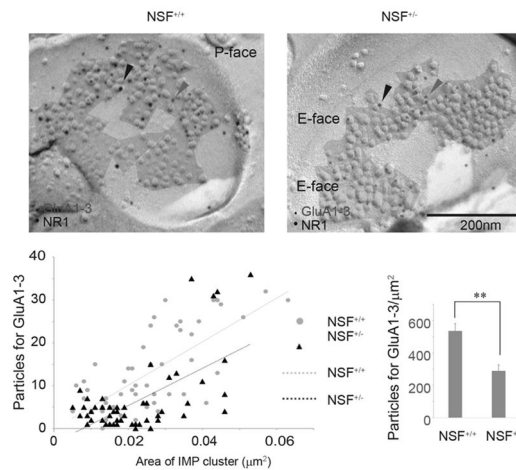 NSF+/+
NSF+/-
P-face
E-face
E-face
GluA1-3
NR1
GluA1-3
NR1
200nm
Particles for GluA1-3
40
30
20
10
0
0
0.02
0.04
0.06
Area of IMP cluster (μm²)
NSF+/+
NSF+/-
NSF+/+
NSF+/-
Particles for GluA1-3/μm²
**
600
400
200
0
NSF+/+